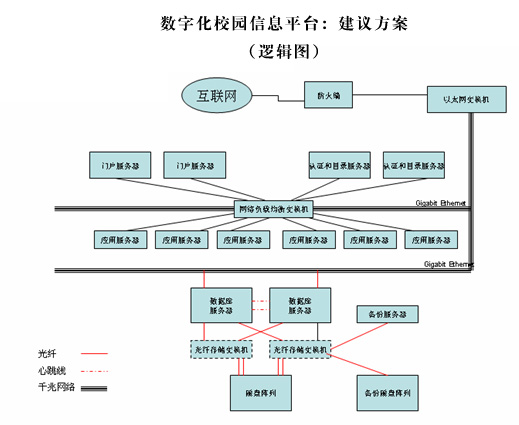 数字化校园信息平台：建议方案
（逻辑图）
互联网
防火墙
以太网交换机
门户服务器
门户服务器
认证和目录服务器
认证和目录服务器
Gigabit Ethernet
网络负载均衡交换机
应用服务器
应用服务器
应用服务器
应用服务器
应用服务器
应用服务器
Gigabit Ethernet
数据库
服务器
数据库
服务器
备份服务器
光纤存储交换机
光纤存储交换机
磁盘阵列
备份磁盘阵列
光纤
心跳线
千兆网络